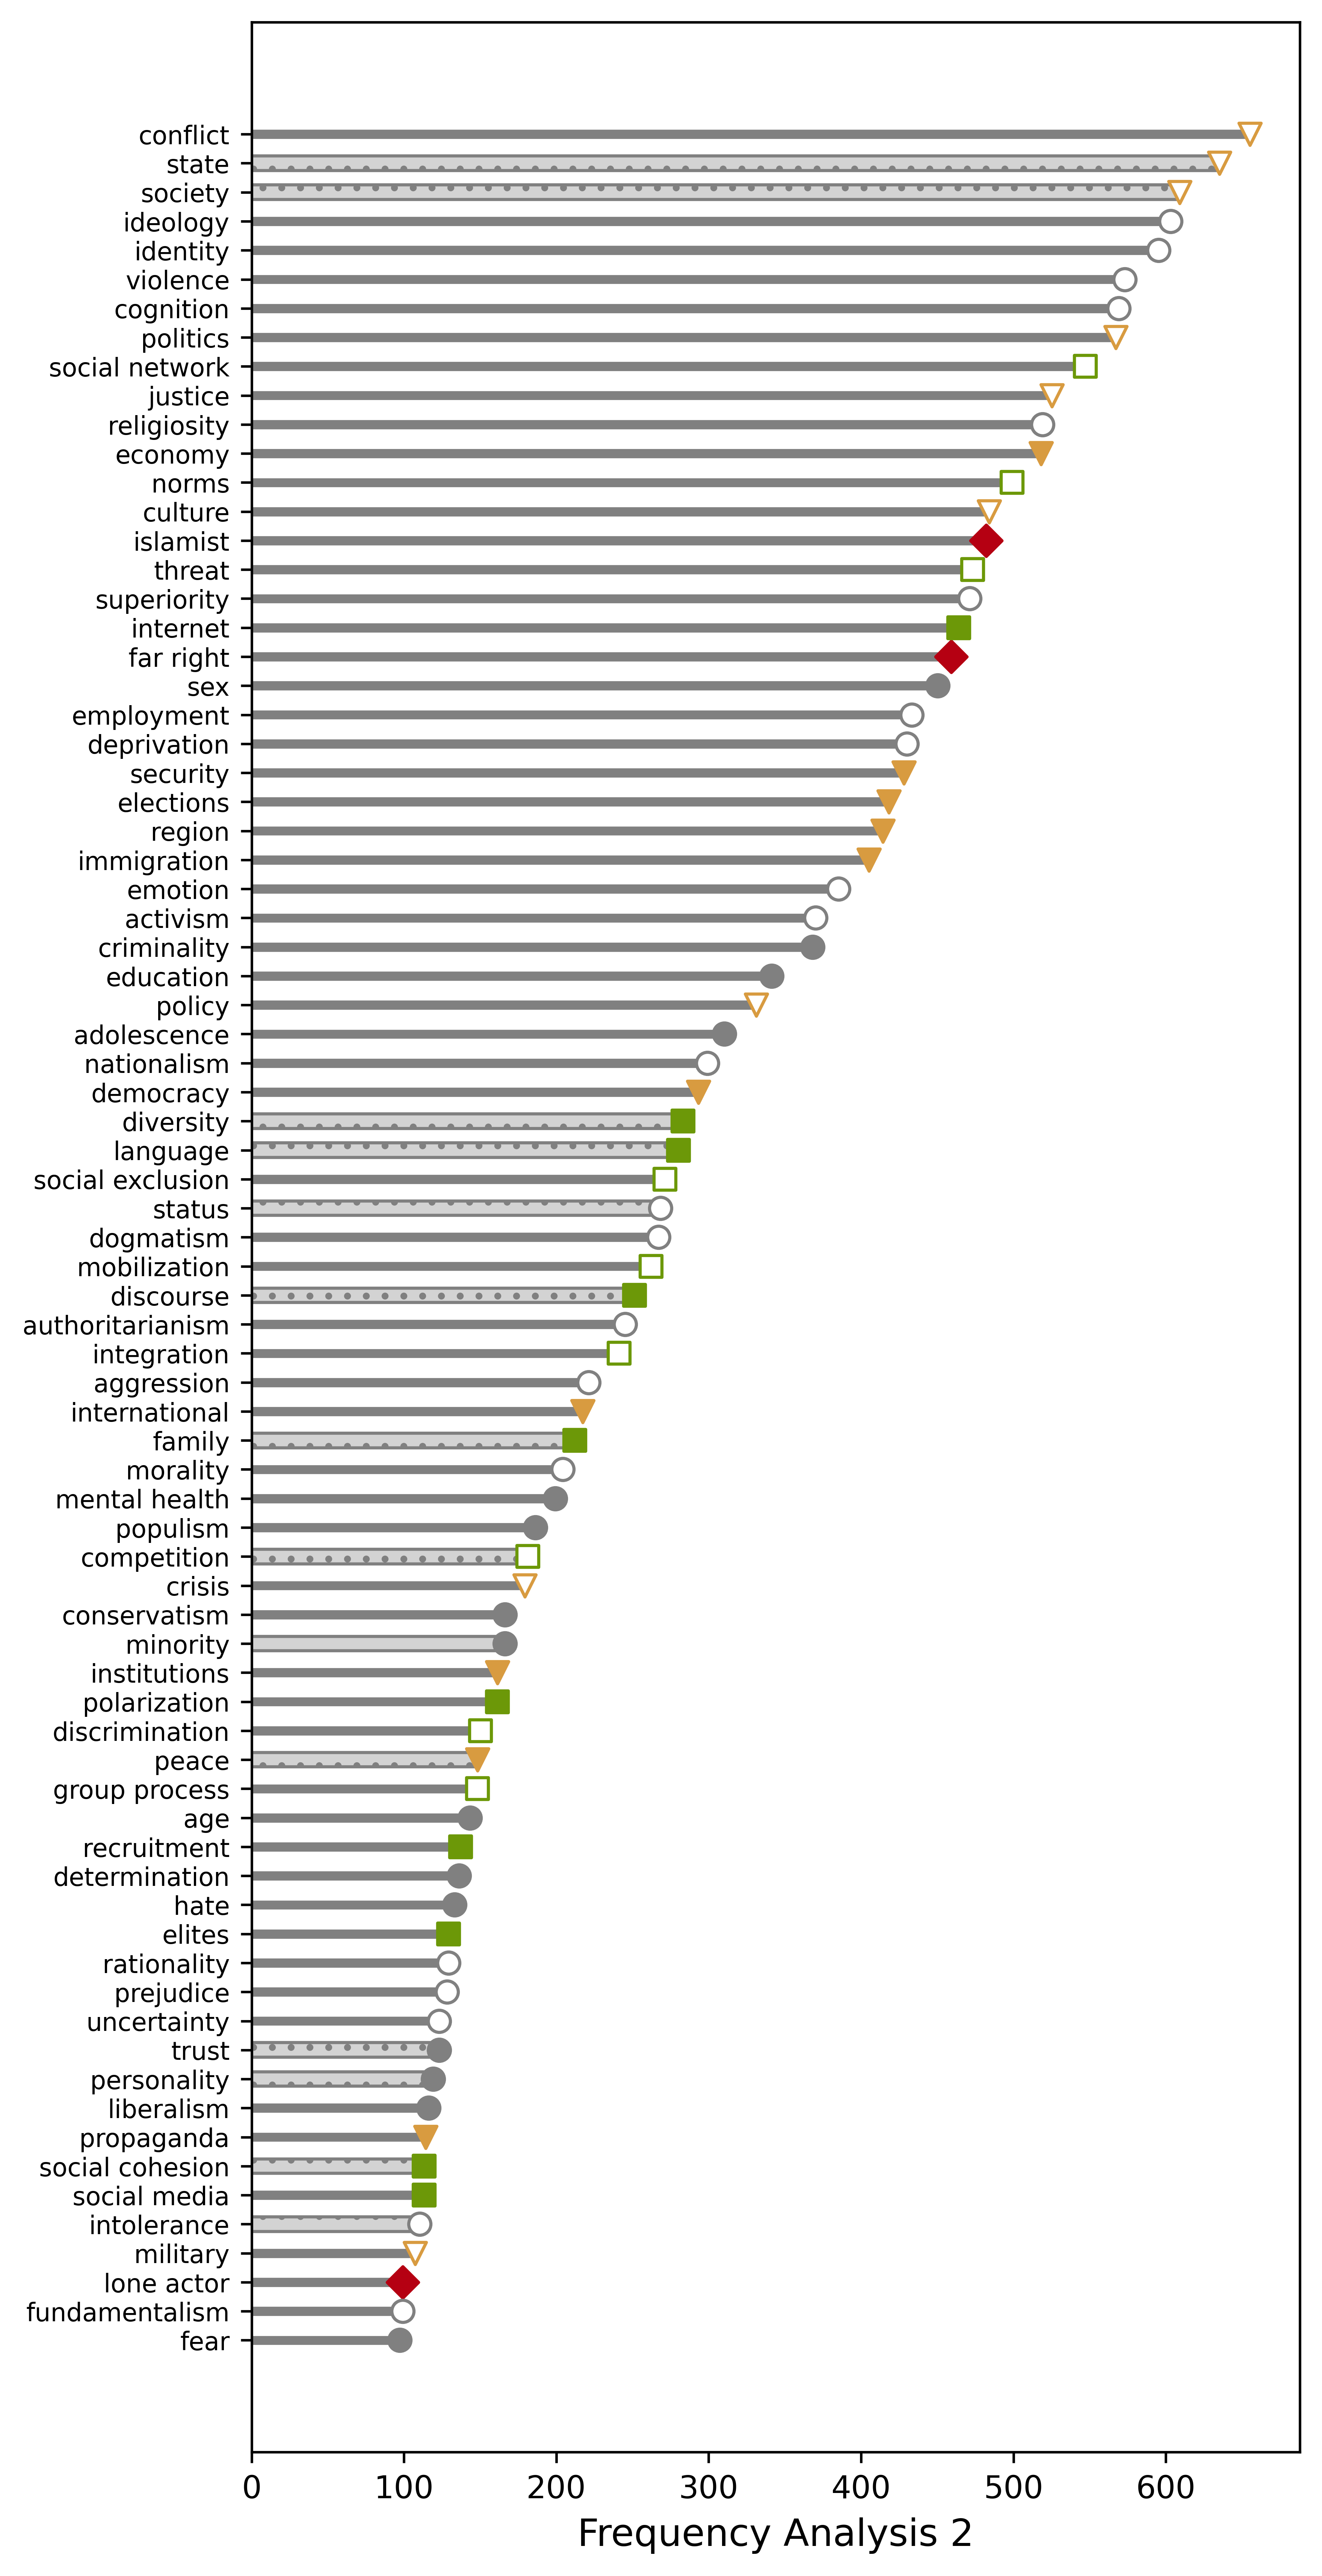 conflict
state
society
ideology
identity
violence
cognition
politics
social network
justice
religiosity
economy
norms
culture
islamist
threat
superiority
internet
far right
sex
employment
deprivation
security
elections
region
immigration
emotion
activism
criminality
education
policy
adolescence
nationalism
democracy
diversity
language
social exclusion
status
dogmatism
mobilization
discourse
authoritarianism
integration
aggression
international
family
morality
mental health
populism
competition
crisis
conservatism
minority
institutions
polarization
discrimination
peace
group process
age
recruitment
determination
hate
elites
rationality
prejudice
uncertainty
trust
personality
liberalism
propaganda
social cohesion
social media
intolerance
military
lone actor
fundamentalism
fear
0 100 200 300 400 500 600
Frequency Analysis 2